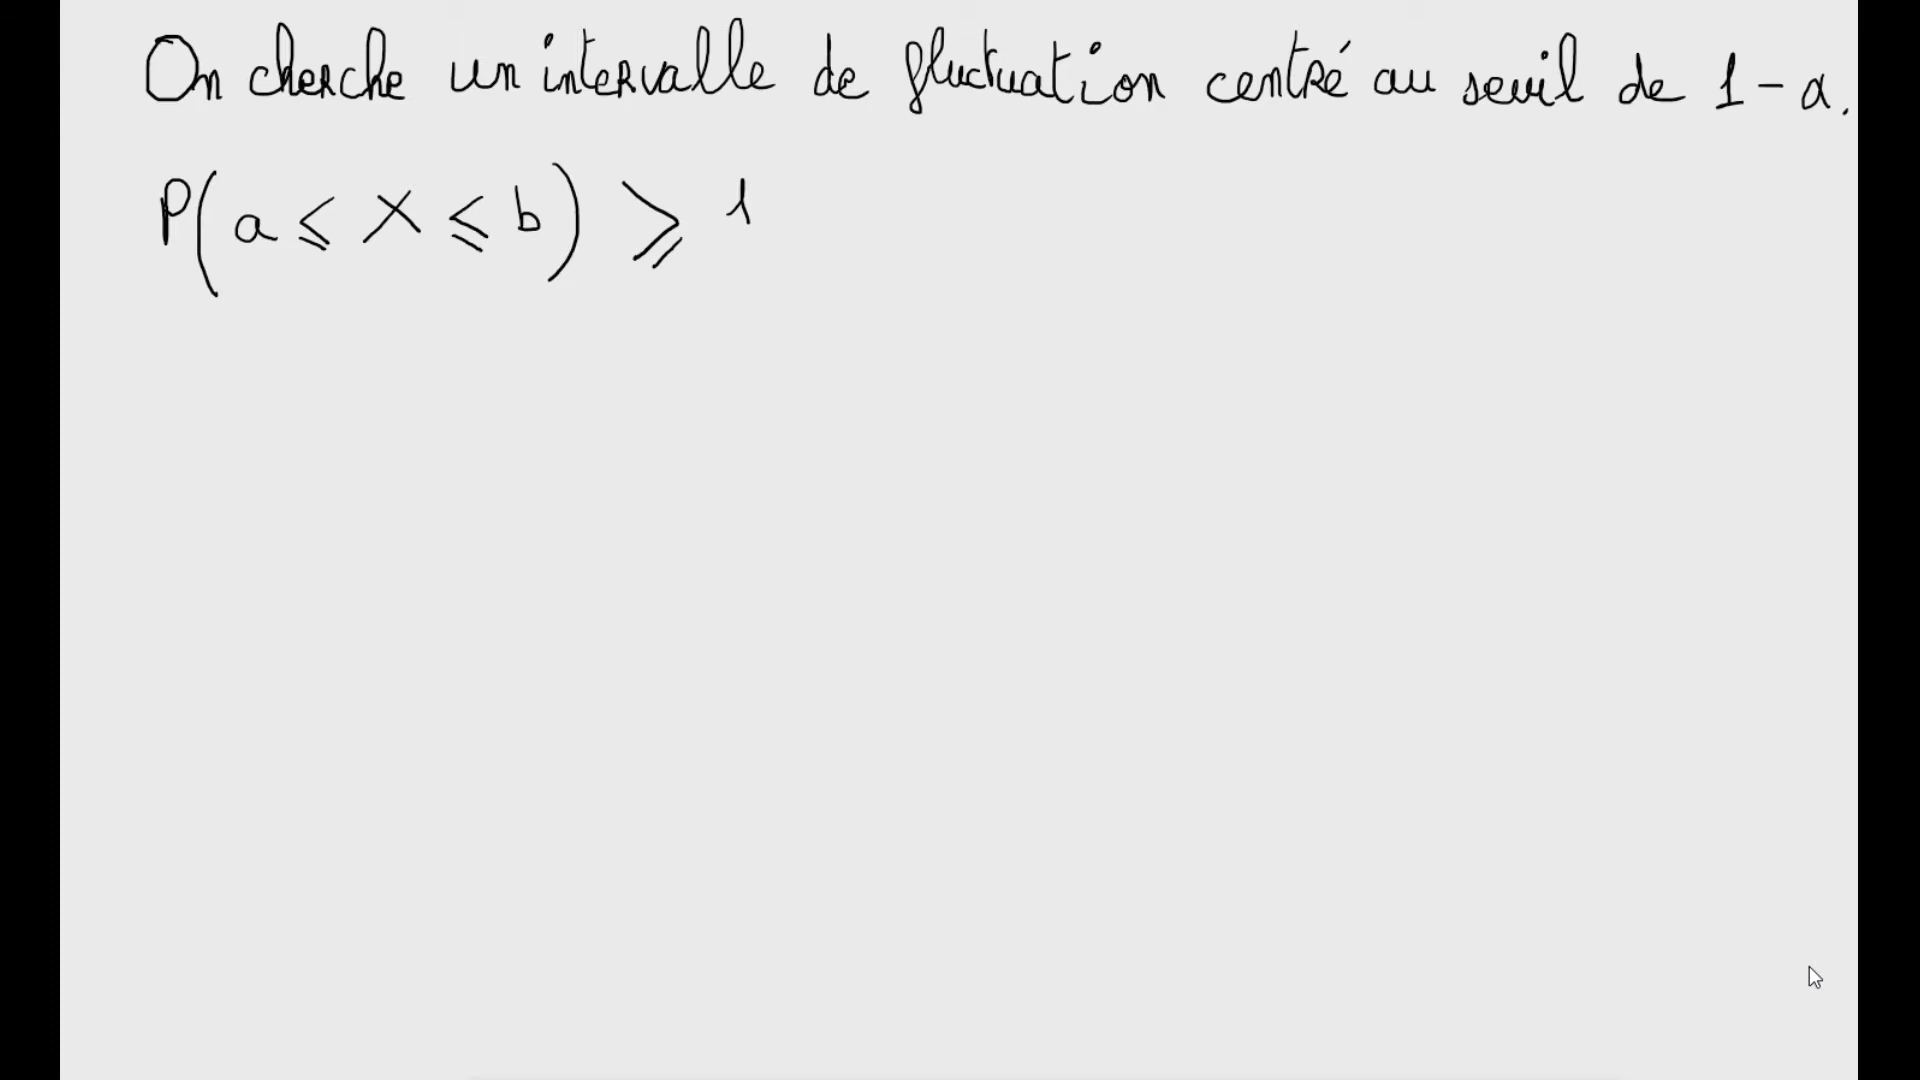 On cherche un intervalle de fluctuation centré au seuil de 1 - α.
P(a ⩽ X ⩽ b) ⩾ 1